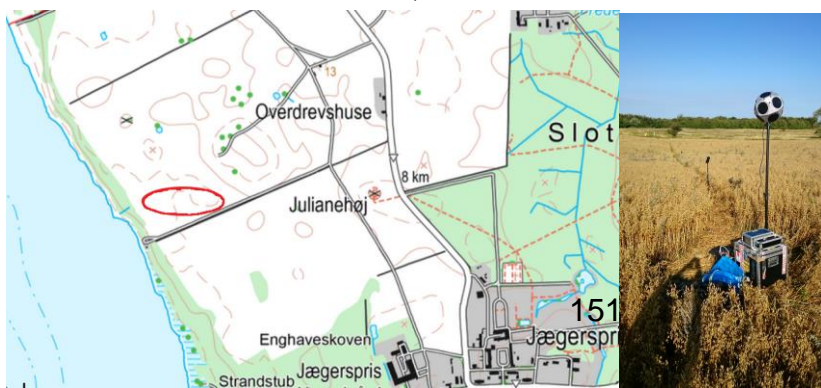 13
Overdrevshuse
Slot
8 km
Julianehøj
151
Jægerspri
Enghaveskoven
Jægerspris
Strandstub